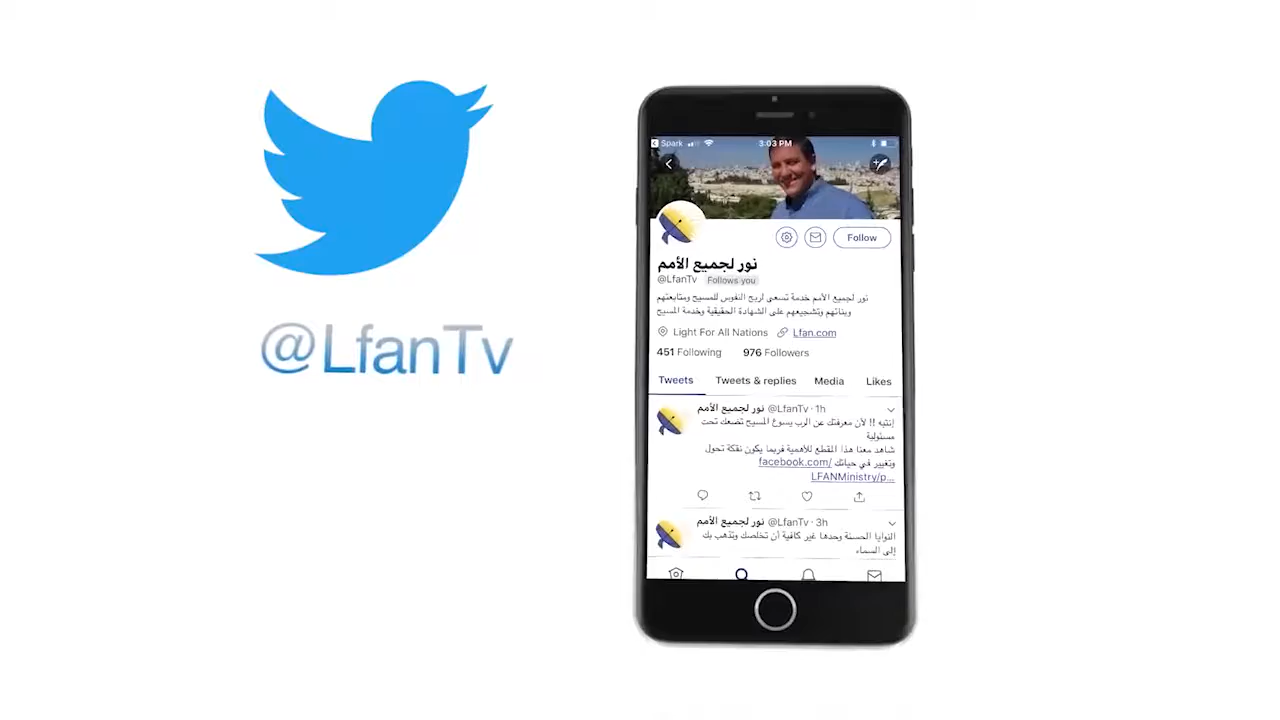 @LfanTv
Spark
3:03 PM
Follow
نور لجميع الأمم
@LfanTv Follows you
نور لجميع الأمم خدمة تسعى لربح النفوس للمسيح ومتابعتهم
وبنائهم وتشجيعهم على الشهادة الحقيقية وخدمة المسيح
Light For All Nations Lfan.com
451 Following 976 Followers
Tweets Tweets & replies Media Likes
نور لجميع الأمم @LfanTv · 1h
إنتبه !! لأن معرفتك عن الرب يسوع المسيح تضعك تحت
مسئولية
شاهد معنا هذا المقطع للأهمية فربما يكون نقكة تحول
وتغيير في حياتك facebook.com/
LFANMinistry/p...
نور لجميع الأمم @LfanTv · 3h
النوايا الحسنة وحدها غير كافية أن تخلصك وتذهب بك
إلى السماء